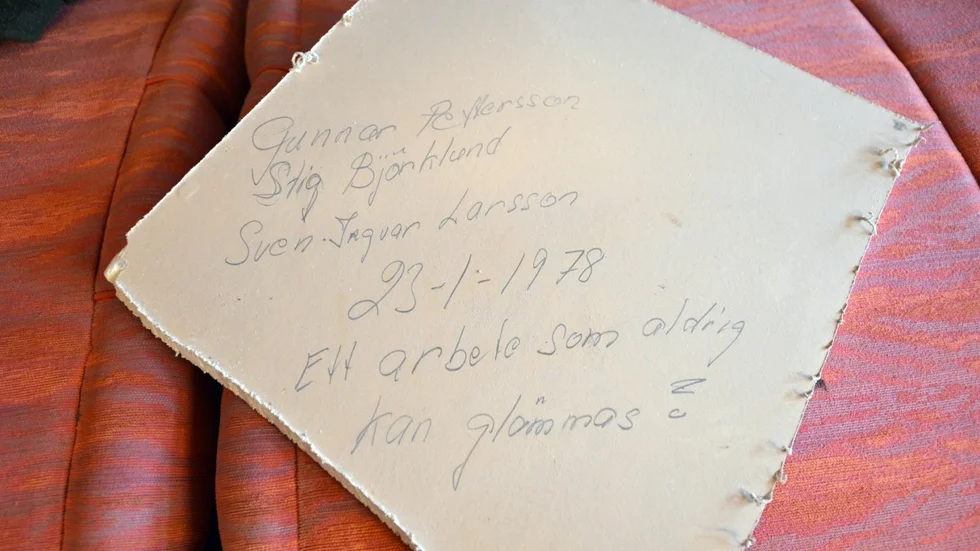 Gunnar Pettersson
Stig Björklund
Sven-Ingvar Larsson
23-1-1978
Ett arbete som aldrig
kan glömmas